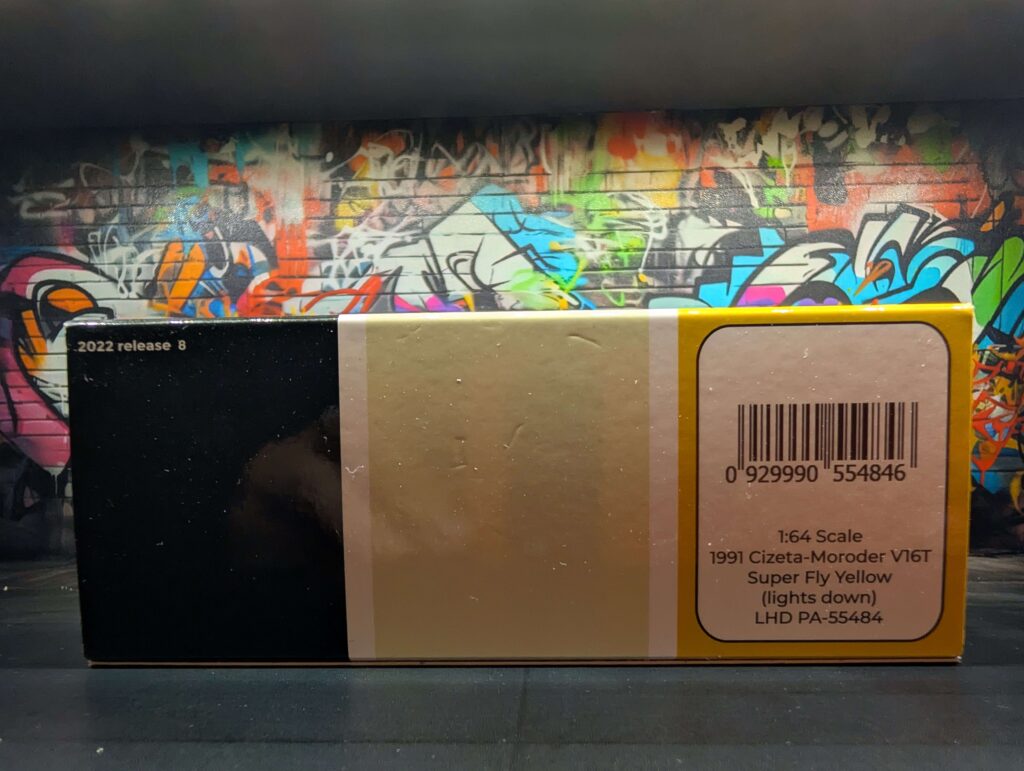 2022 release 8
0 929990 554846
1:64 Scale
1991 Cizeta-Moroder V16T
Super Fly Yellow
(lights down)
LHD PA-55484